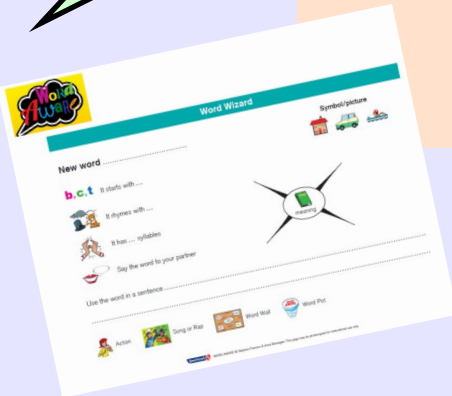 Word Aware
Word Wizard
Symbol/picture
New word
b,c,t It starts with ....
It rhymes with ....
It has .... syllables
Say the word to your partner
meaning
Use the word in a sentence
Action
Song or Rap
Word Wall
Word Pot